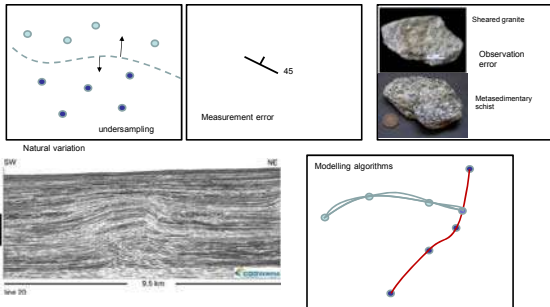 undersampling
45
Measurement error
Sheared granite
Observation
error
Metasedimentary
schist
Natural variation
SW
NE
9.5 km
line 20
Modelling algorithms